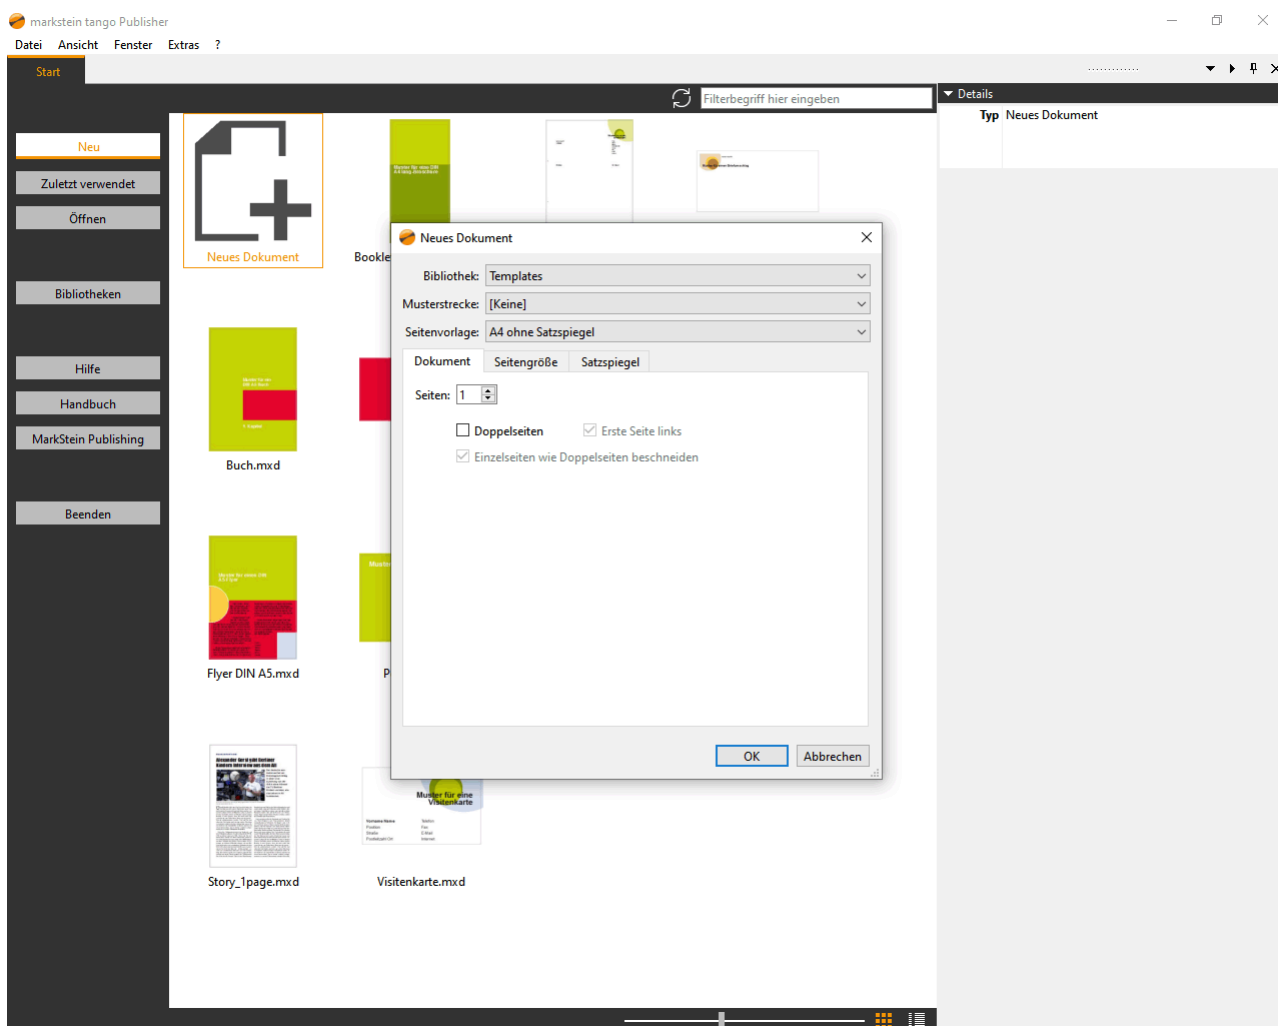 markstein tango Publisher
Datei Ansicht Fenster Extras ?
Start
Filterbegriff hier eingeben
Details
Typ Neues Dokument
Neu
Zuletzt verwendet
Öffnen
Bibliotheken
Hilfe
Handbuch
MarkStein Publishing
Beenden
Neues Dokument
Bookle
Neues Dokument
Bibliothek: Templates
Musterstrecke: [Keine]
Seitenvorlage: A4 ohne Satzspiegel
Dokument Seitengröße Satzspiegel
Seiten: 1
Doppelseiten Erste Seite links
Einzelseiten wie Doppelseiten beschneiden
OK Abbrechen
Buch.mxd
Flyer DIN A5.mxd
P
Muster für eine
Visitenkarte
Story_1page.mxd
Visitenkarte.mxd